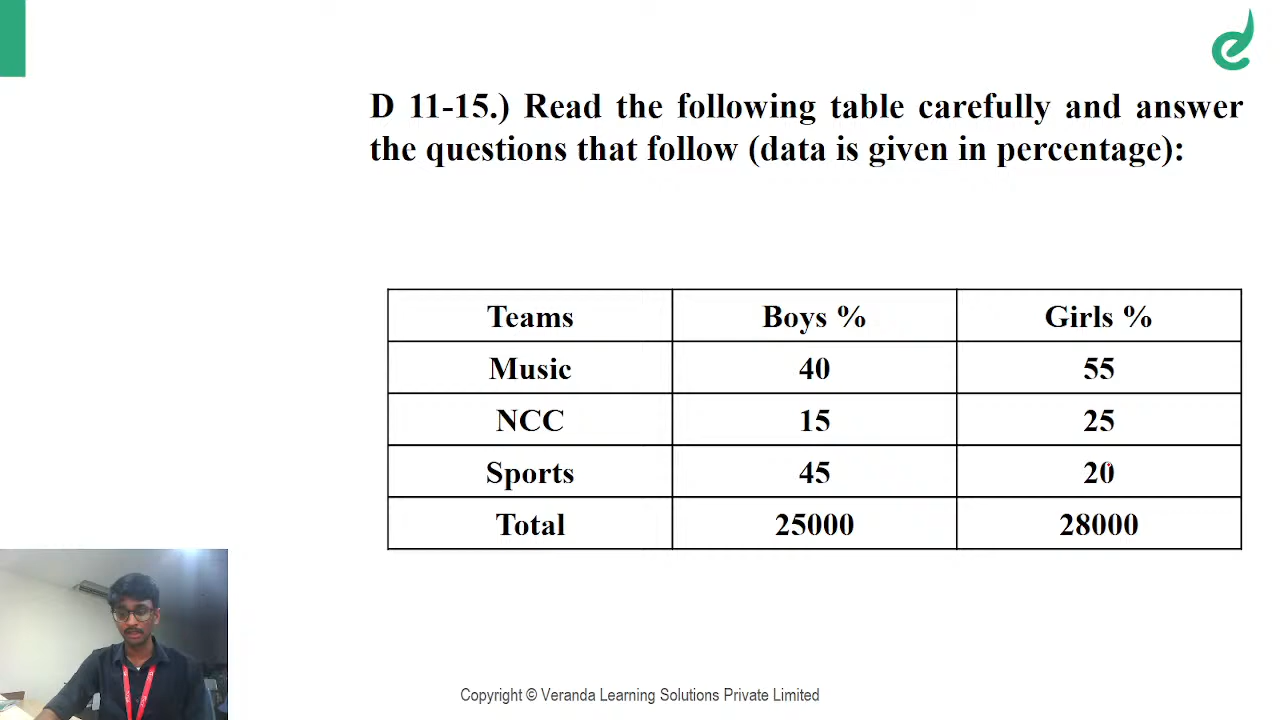 D 11-15.) Read the following table carefully and answer
the questions that follow (data is given in percentage):
Teams Boys % Girls %
Music 40 55
NCC 15 25
Sports 45 20
Total 25000 28000
Copyright © Veranda Learning Solutions Private Limited